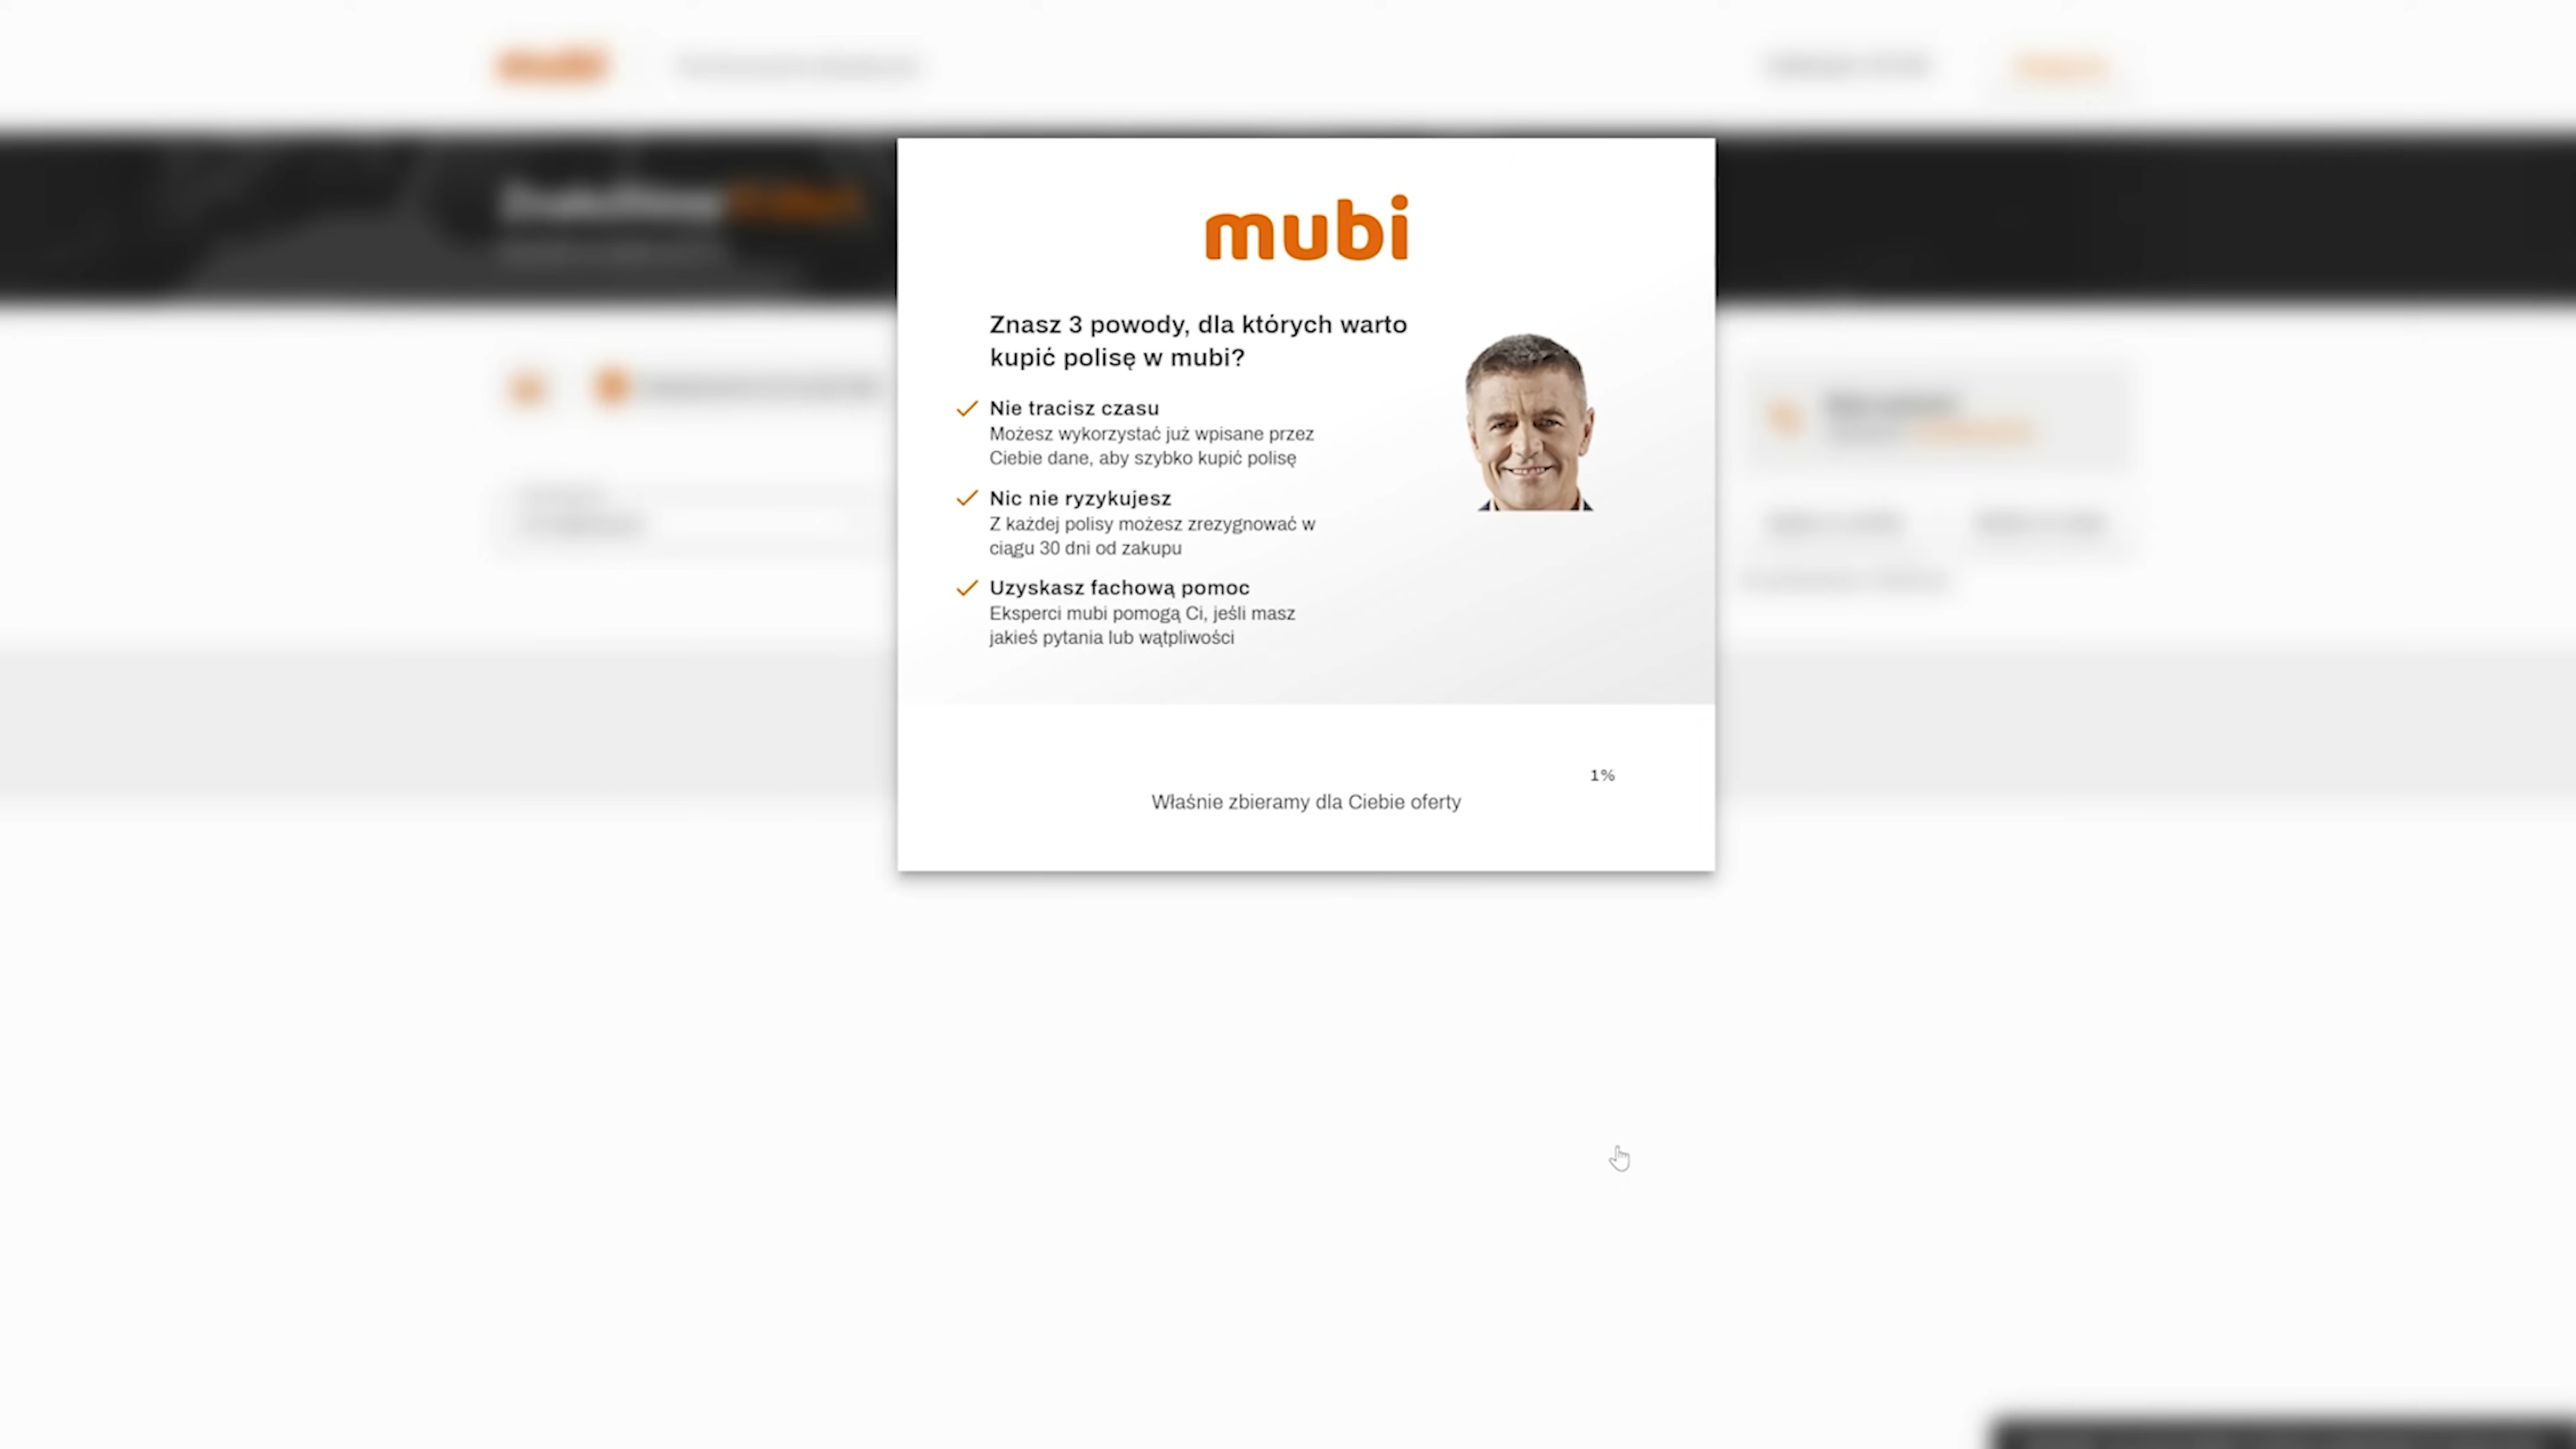 mubi
Znasz 3 powody, dla których warto
kupić polisę w mubi?
Nie tracisz czasu
Możesz wykorzystać już wpisane przez
Ciebie dane, aby szybko kupić polisę
Nic nie ryzykujesz
Z każdej polisy możesz zrezygnować w
ciągu 30 dni od zakupu
Uzyskasz fachową pomoc
Eksperci mubi pomogą Ci, jeśli masz
jakieś pytania lub wątpliwości
1%
Właśnie zbieramy dla Ciebie oferty